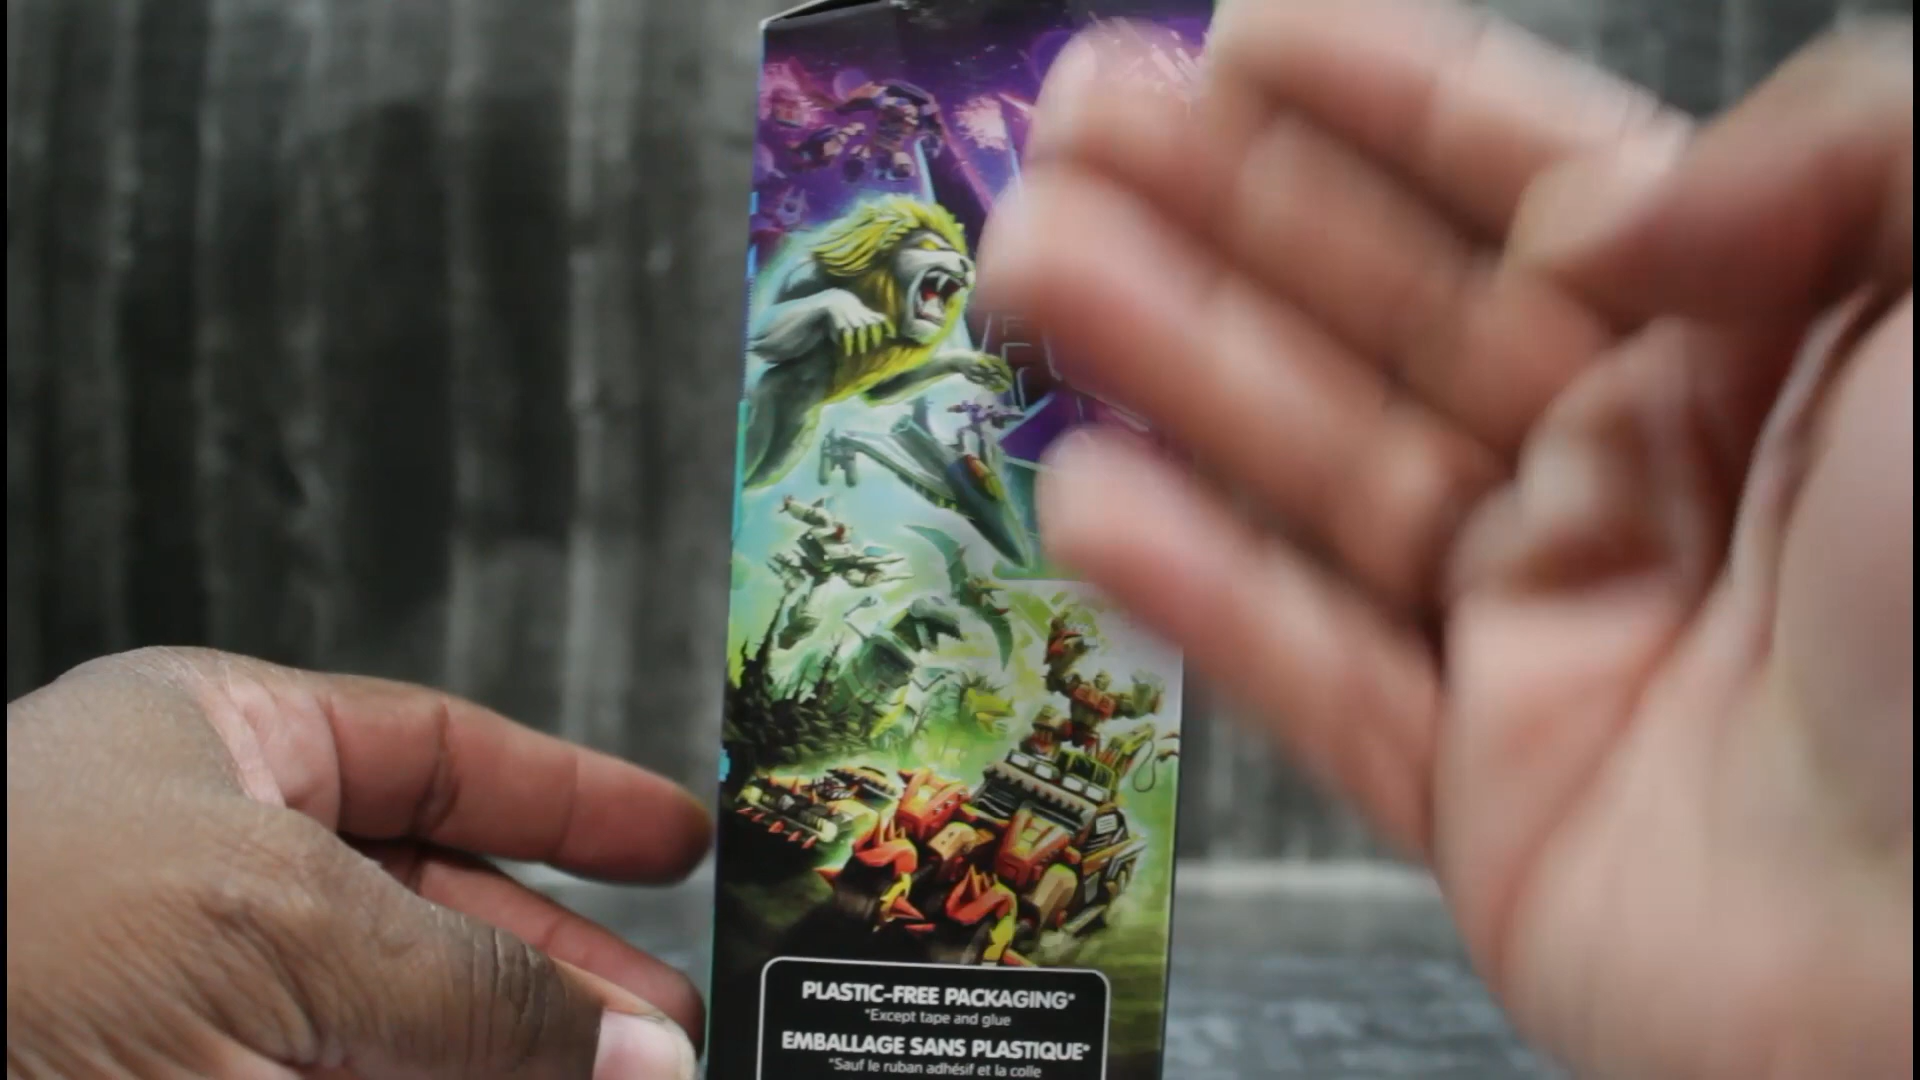 PLASTIC-FREE PACKAGING*
*Except tape and glue
EMBALLAGE SANS PLASTIQUE*
*Sauf le ruban adhésif et la colle